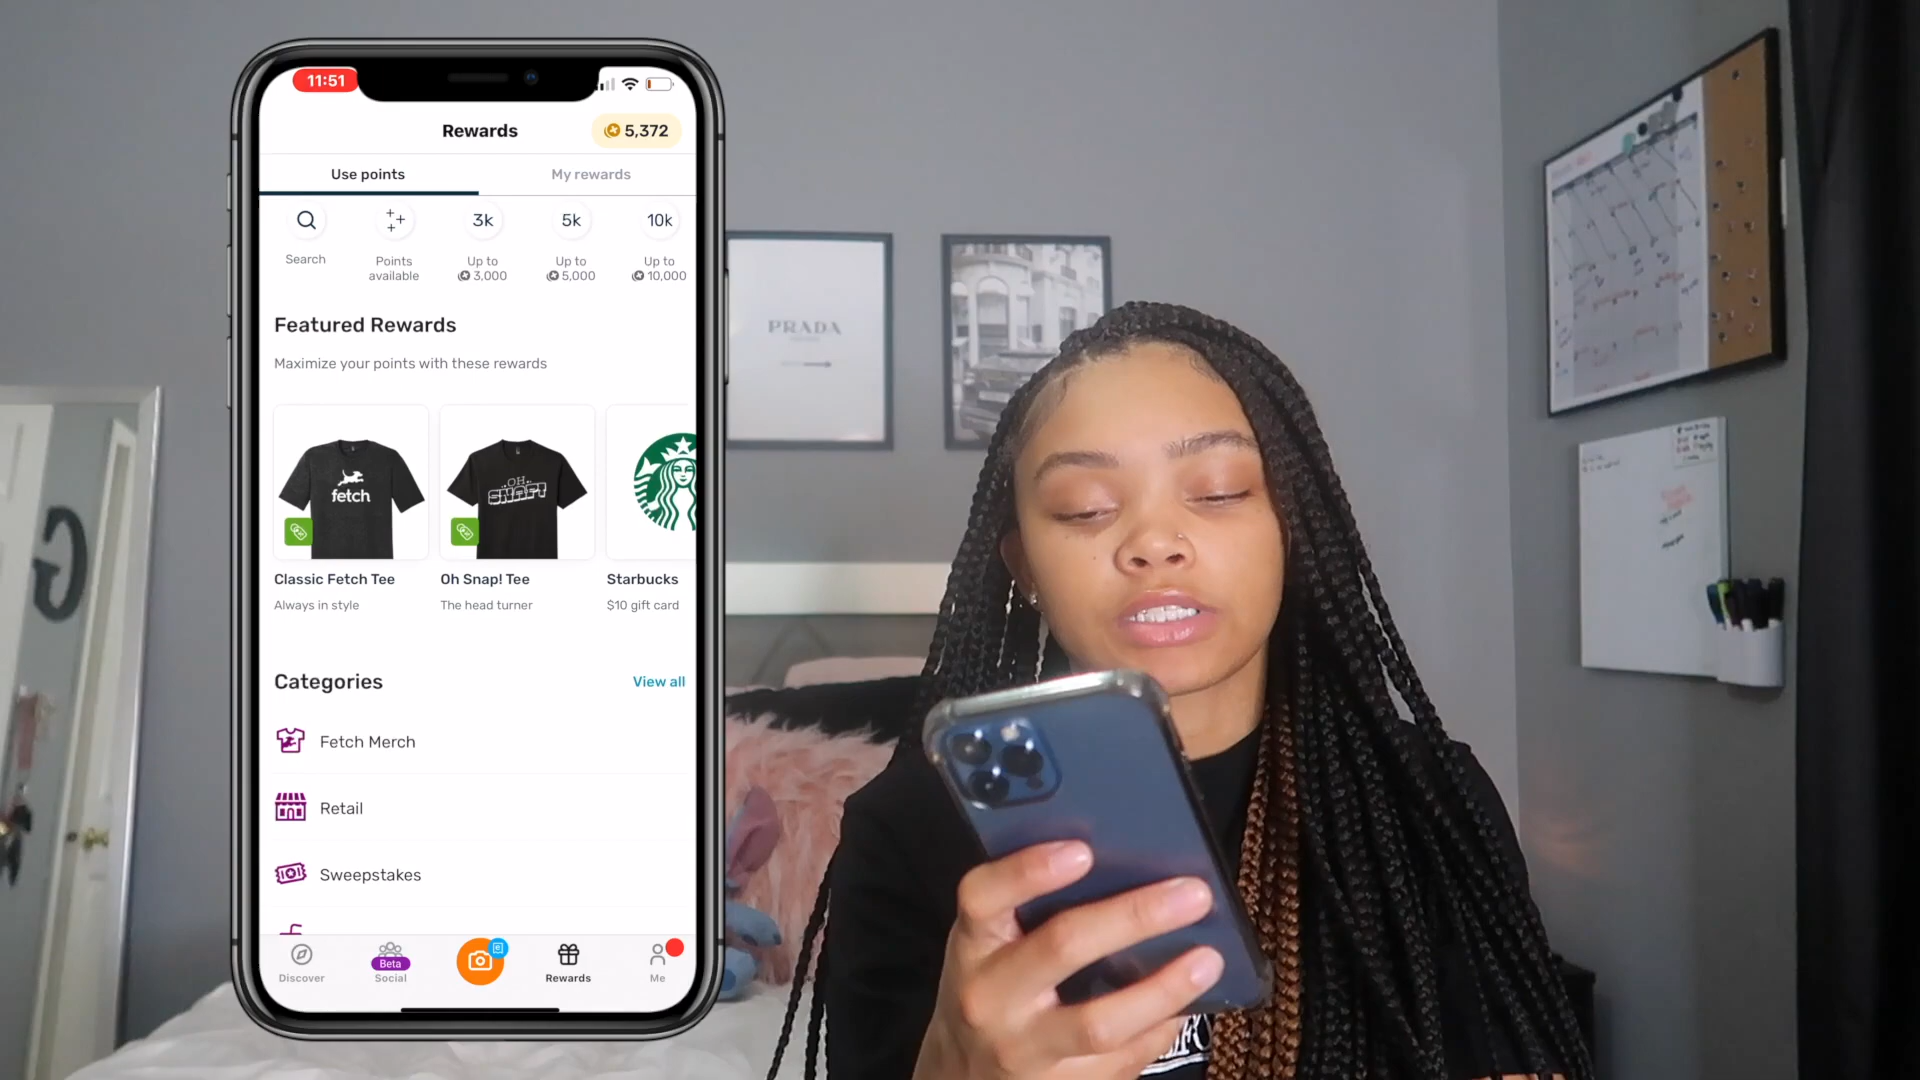 11:51
Rewards
5,372
Use points
My rewards
3k
5k
10k
Search
Points
available
Up to
3,000
Up to
5,000
Up to
10,000
Featured Rewards
Maximize your points with these rewards
fetch
OH
SNAP!
Classic Fetch Tee
Always in style
Oh Snap! Tee
The head turner
Starbucks
$10 gift card
Categories
View all
Fetch Merch
Retail
Sweepstakes
Discover
Beta
Social
Rewards
Me
PRADA
G